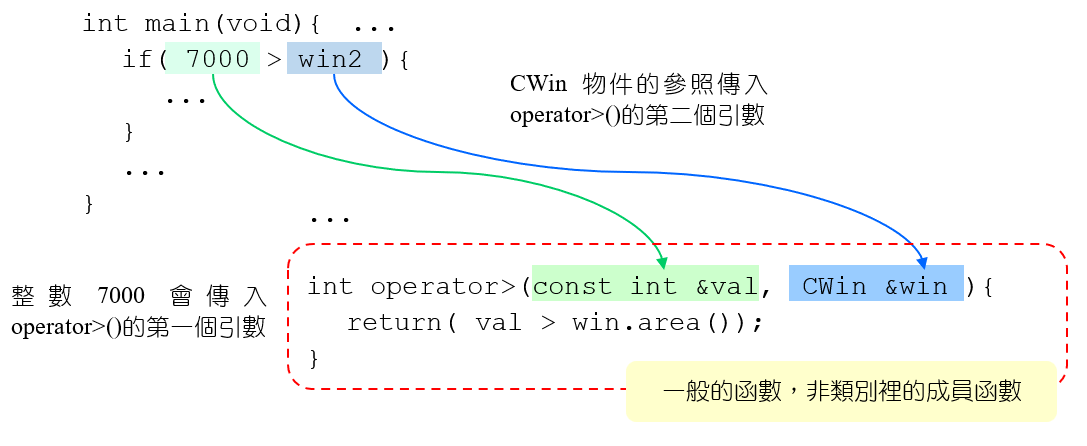 int main(void){ ...
if( 7000 > win2 ){
...
}
...
}
CWin 物件的參照傳入
operator>()的第二個引數
...
整數 7000 會傳入
operator>()的第一個引數
int operator>(const int &val, CWin &win ){
return( val > win.area());
}
一般的函數，非類別裡的成員函數